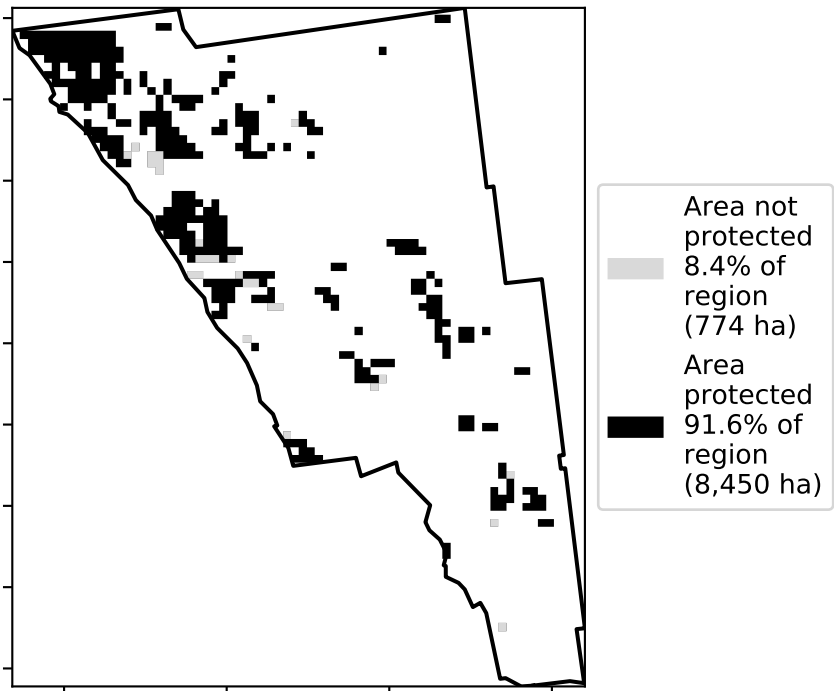 Area not
protected
8.4% of
region
(774 ha)
Area
protected
91.6% of
region
(8,450 ha)